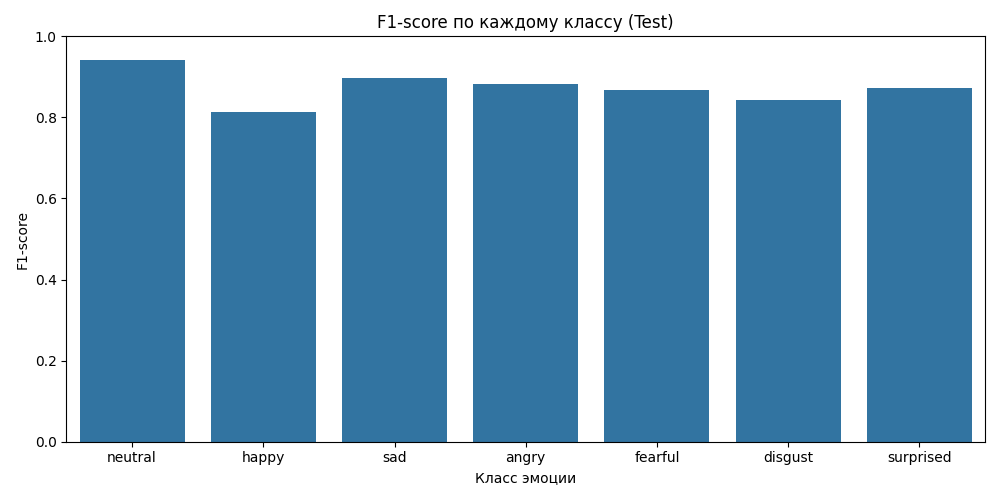 F1-score по каждому классу (Test)
F1-score
1.0
0.8
0.6
0.4
0.2
0.0
neutral happy sad angry fearful disgust surprised
Класс эмоции